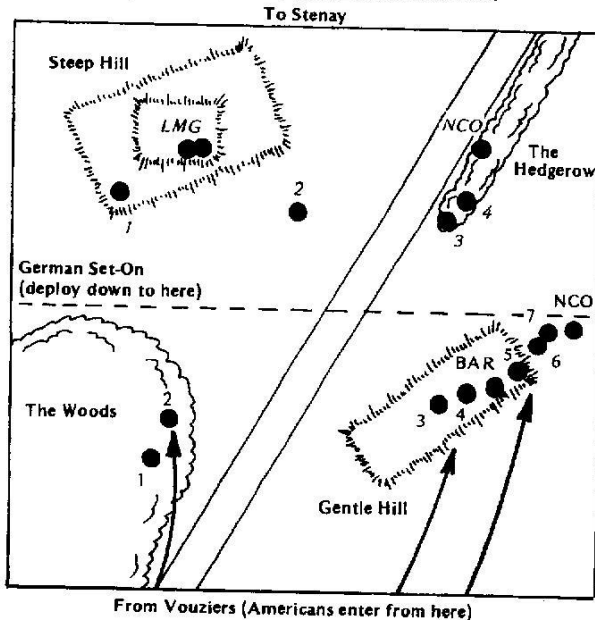 To Stenay
Steep Hill
LMG
NCO
The
Hedgerow
1
2
4
3
German Set-On
(deploy down to here)
NCO
7
6
5
BAR
The Woods
2
3
4
1
Gentle Hill
From Vouziers (Americans enter from here)